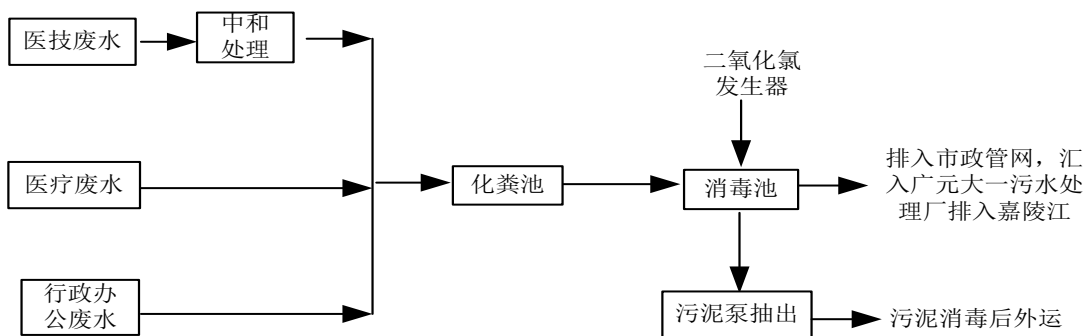 医技废水
中和
处理
二氧化氯
发生器
医疗废水
化粪池
消毒池
排入市政管网，汇
入广元大一污水处
理厂排入嘉陵江
行政办
公废水
污泥泵抽出
污泥消毒后外运